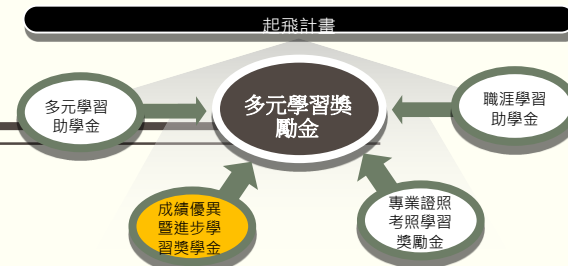 起飛計畫
多元學習
助學金
多元學習獎
勵金
職涯學習
助學金
成績優異
暨進步學
習獎學金
專業證照
考照學習
獎勵金